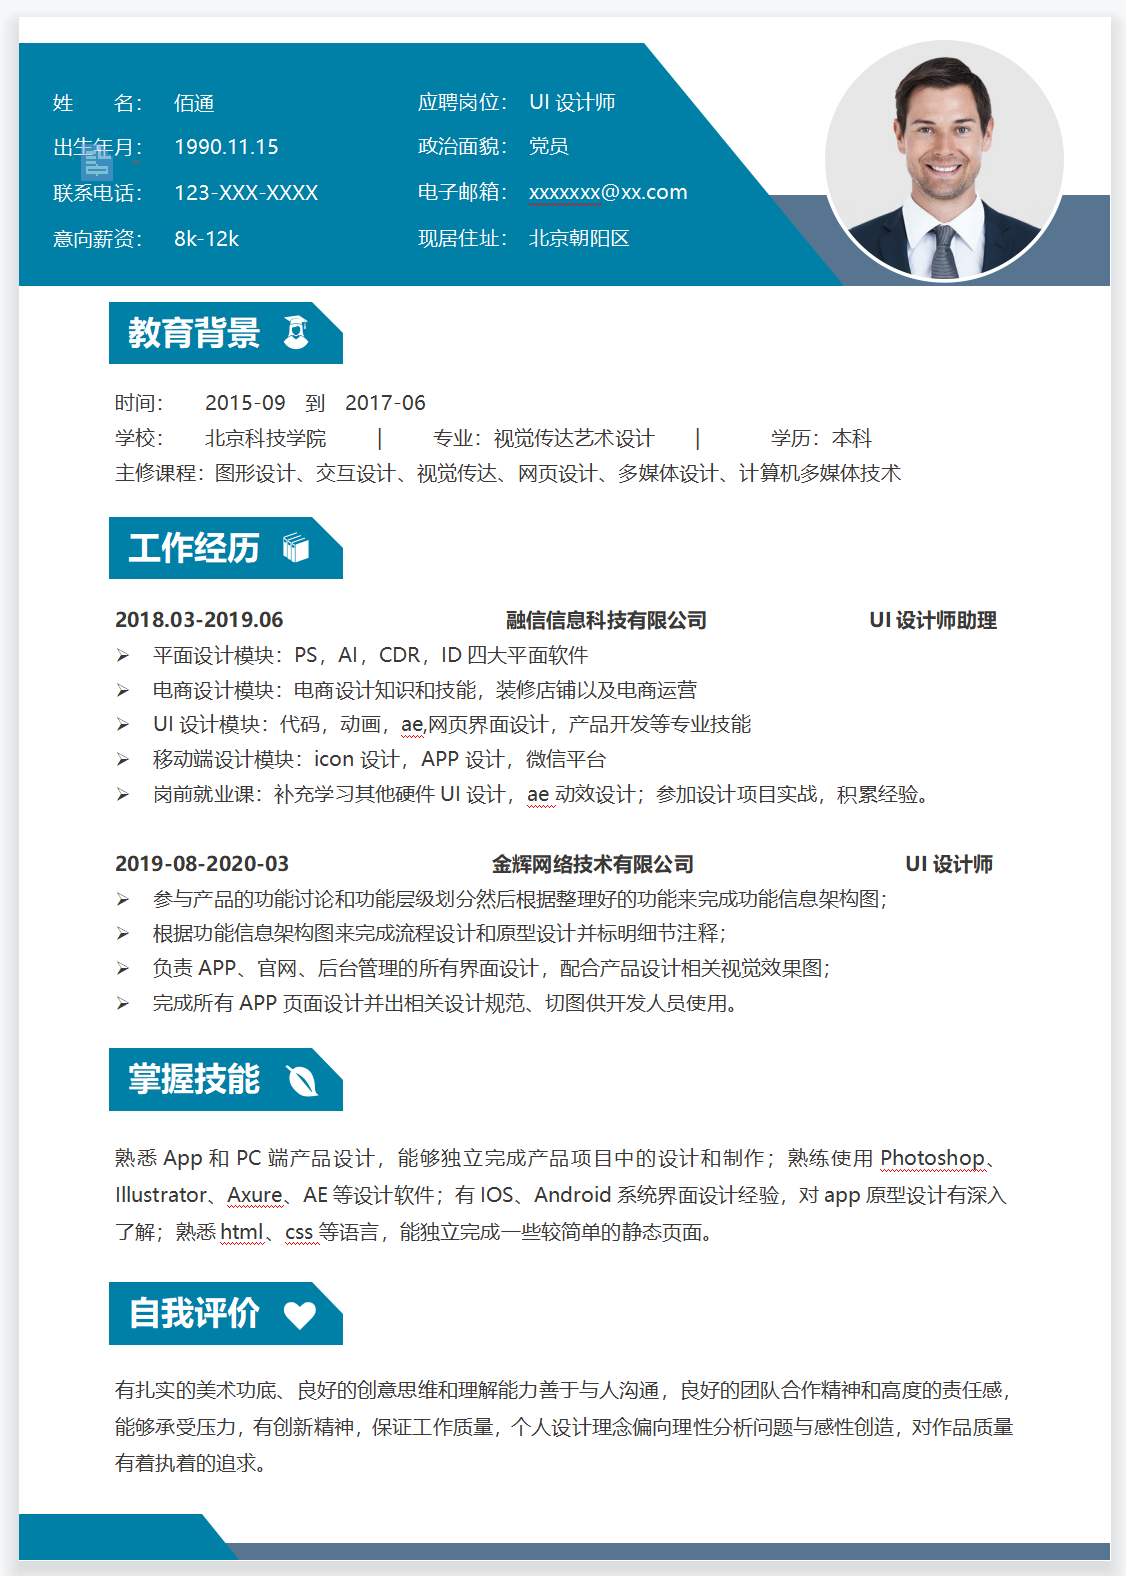 姓　　名： 佰通 应聘岗位： UI 设计师
出生年月： 1990.11.15 政治面貌： 党员
联系电话： 123-XXX-XXXX 电子邮箱： xxxxxxx@xx.com
意向薪资： 8k-12k 现居住址： 北京朝阳区
教育背景
时间： 2015-09 到 2017-06
学校： 北京科技学院 | 专业：视觉传达艺术设计 | 学历：本科
主修课程：图形设计、交互设计、视觉传达、网页设计、多媒体设计、计算机多媒体技术
工作经历
2018.03-2019.06 融信信息科技有限公司 UI 设计师助理
➢ 平面设计模块：PS，AI，CDR，ID 四大平面软件
➢ 电商设计模块：电商设计知识和技能，装修店铺以及电商运营
➢ UI 设计模块：代码，动画，ae,网页界面设计，产品开发等专业技能
➢ 移动端设计模块：icon 设计，APP 设计，微信平台
➢ 岗前就业课：补充学习其他硬件 UI 设计，ae 动效设计；参加设计项目实战，积累经验。
2019-08-2020-03 金辉网络技术有限公司 UI 设计师
➢ 参与产品的功能讨论和功能层级划分然后根据整理好的功能来完成功能信息架构图；
➢ 根据功能信息架构图来完成流程设计和原型设计并标明细节注释；
➢ 负责 APP、官网、后台管理的所有界面设计，配合产品设计相关视觉效果图；
➢ 完成所有 APP 页面设计并出相关设计规范、切图供开发人员使用。
掌握技能
熟悉 App 和 PC 端产品设计，能够独立完成产品项目中的设计和制作；熟练使用 Photoshop、
Illustrator、Axure、AE 等设计软件；有 IOS、Android 系统界面设计经验，对 app 原型设计有深入
了解；熟悉 html、css 等语言，能独立完成一些较简单的静态页面。
自我评价
有扎实的美术功底、良好的创意思维和理解能力善于与人沟通，良好的团队合作精神和高度的责任感，
能够承受压力，有创新精神，保证工作质量，个人设计理念偏向理性分析问题与感性创造，对作品质量
有着执着的追求。